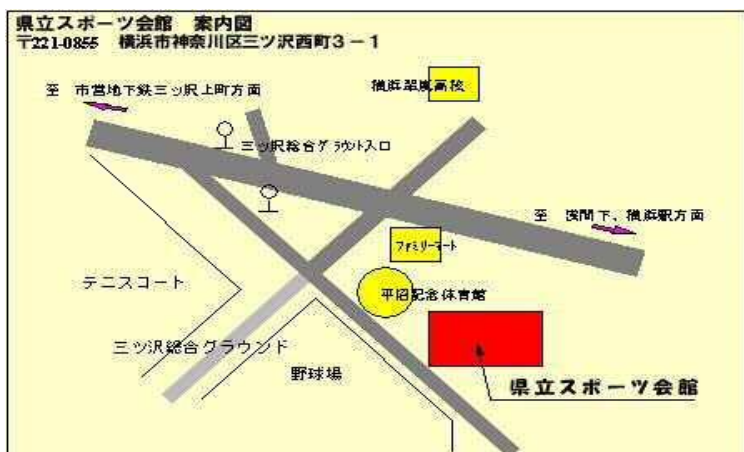 県立スポーツ会館 案内図
〒221-0855 横浜市神奈川区三ツ沢西町3－1
至 市営地下鉄三ッ沢上町方面
横浜翠嵐高校
三ッ沢総合グラウント入口
至 浅間下、横浜駅方面
ファミリーマート
テニスコート
平沼記念体育館
三ツ沢総合グラウンド
野球場
県立スポーツ会館